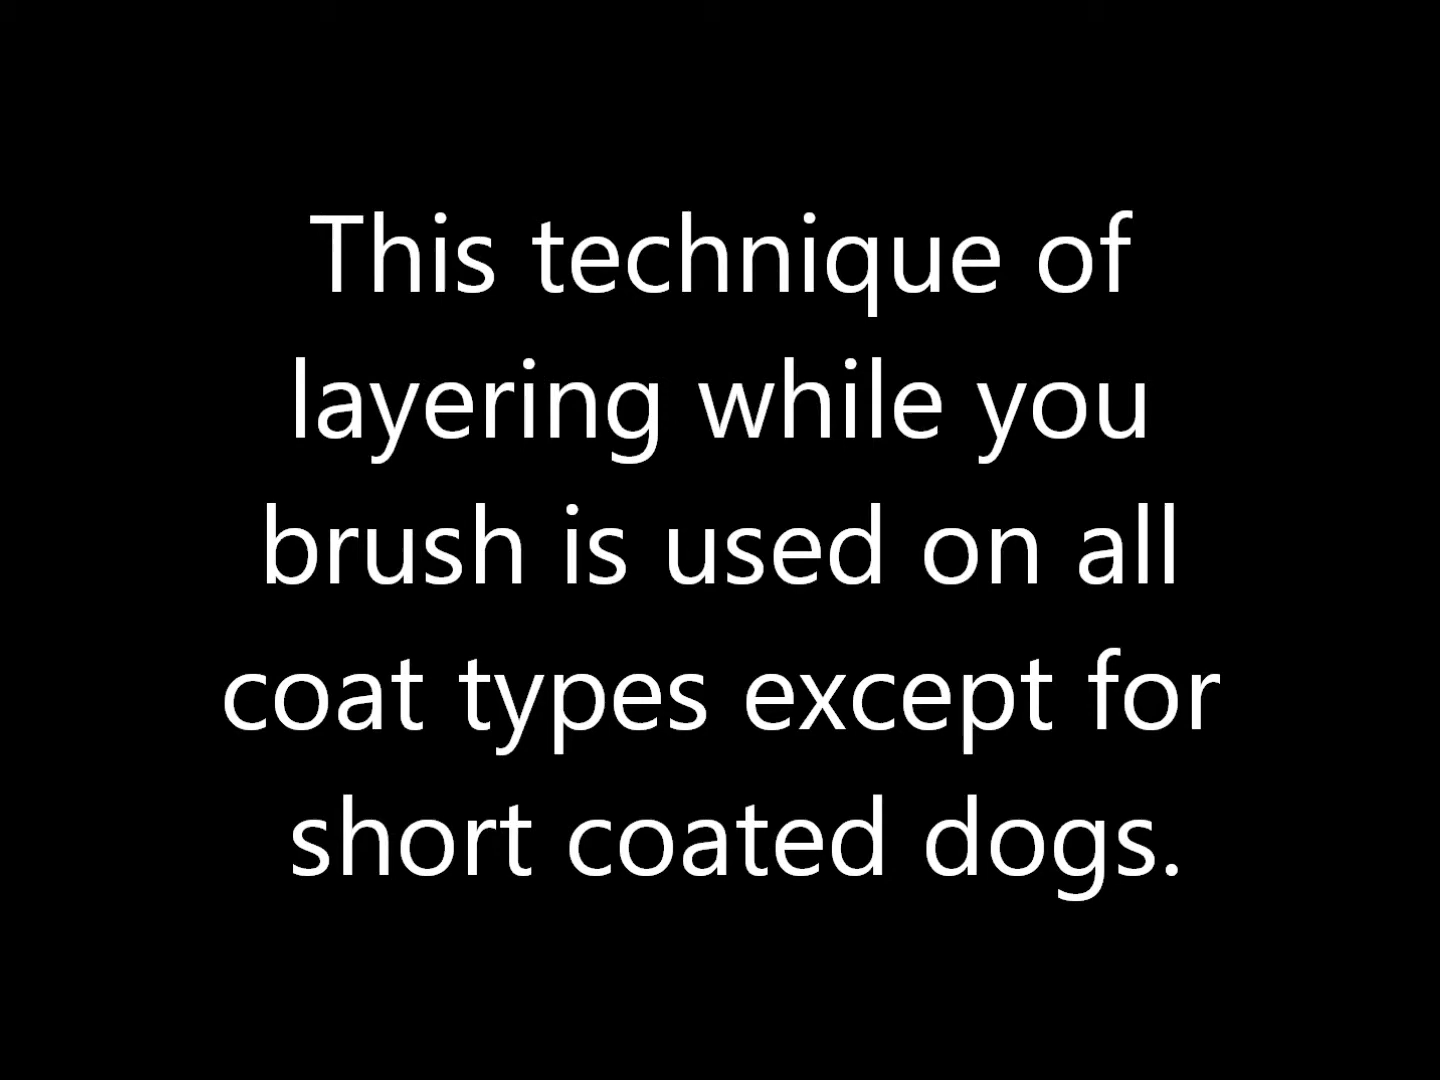 This technique of
layering while you
brush is used on all
coat types except for
short coated dogs.